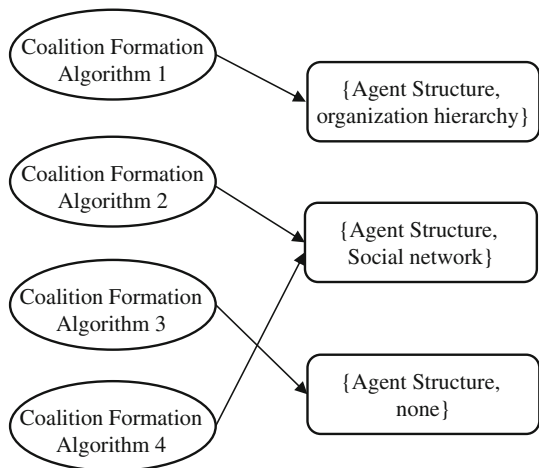 Coalition Formation
Algorithm 1
{Agent Structure,
organization hierarchy}
Coalition Formation
Algorithm 2
{Agent Structure,
Social network}
Coalition Formation
Algorithm 3
{Agent Structure,
none}
Coalition Formation
Algorithm 4